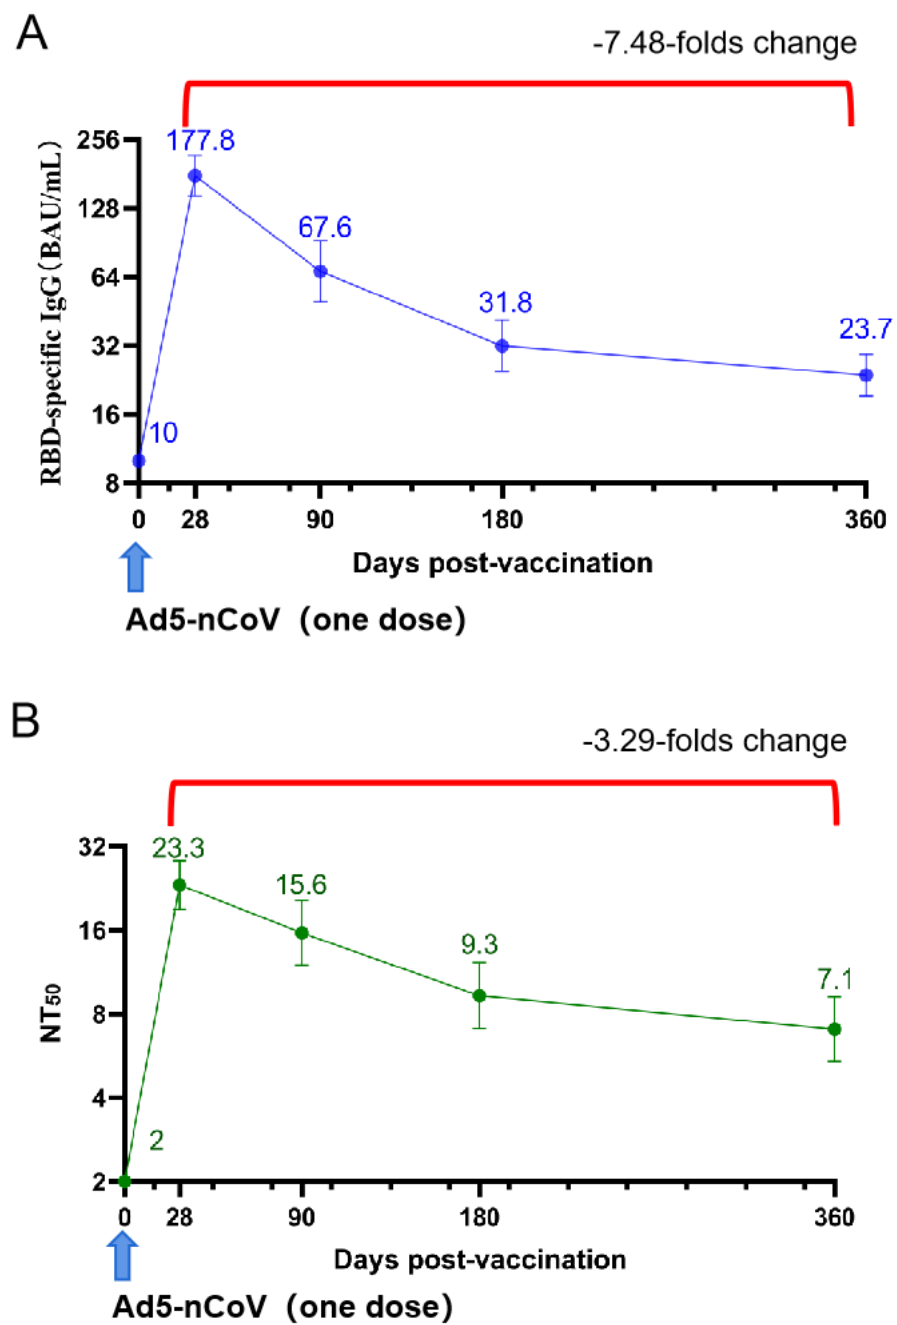 A
-7.48-folds change
RBD-specific IgG(BAU/mL)
256
128
64
32
16
8
177.8
67.6
31.8
23.7
10
0 28 90 180 360
Days post-vaccination
Ad5-nCoV (one dose)
B
-3.29-folds change
NT50
32
16
8
4
2
23.3
15.6
9.3
7.1
2
0 28 90 180 360
Days post-vaccination
Ad5-nCoV (one dose)